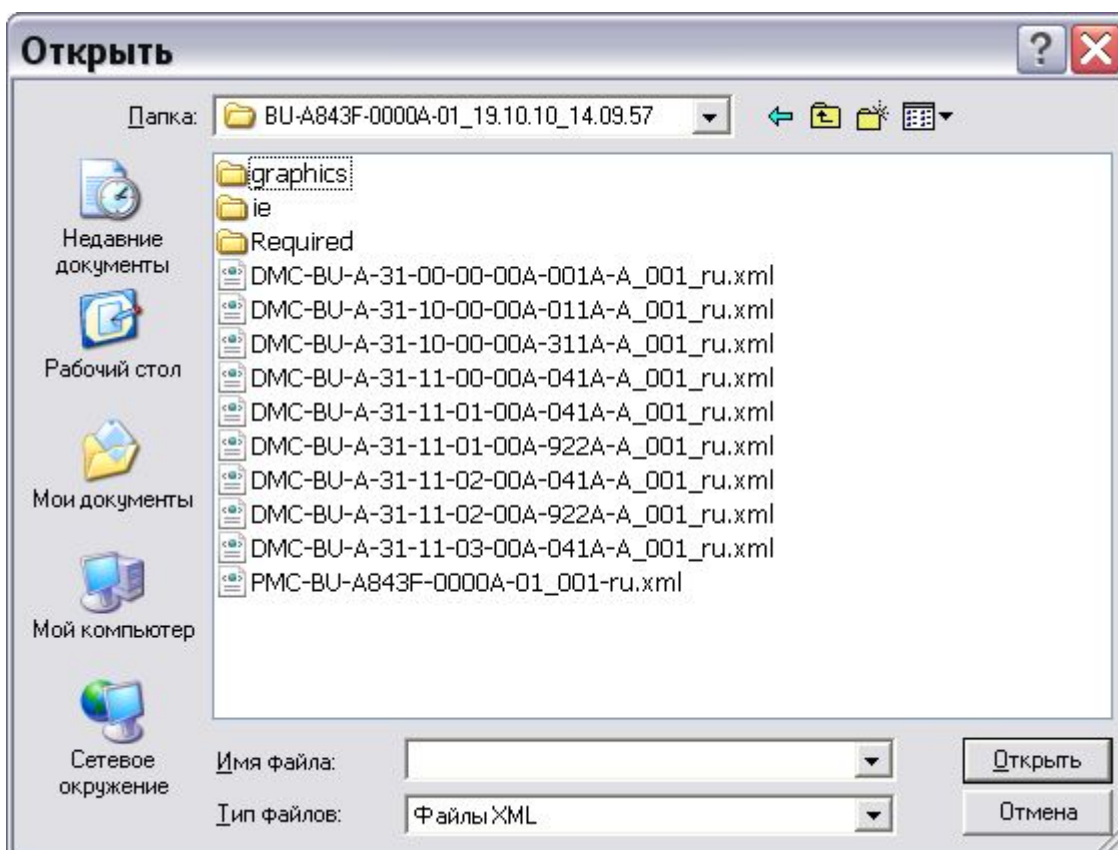 Открыть
Папка: BU-A843F-0000A-01_19.10.10_14.09.57
Недавние
документы
Рабочий стол
Мои документы
Мой компьютер
Сетевое
окружение
graphics
ie
Required
DMC-BU-A-31-00-00-00A-001A-A_001_ru.xml
DMC-BU-A-31-10-00-00A-011A-A_001_ru.xml
DMC-BU-A-31-10-00-00A-311A-A_001_ru.xml
DMC-BU-A-31-11-00-00A-041A-A_001_ru.xml
DMC-BU-A-31-11-01-00A-041A-A_001_ru.xml
DMC-BU-A-31-11-01-00A-922A-A_001_ru.xml
DMC-BU-A-31-11-02-00A-041A-A_001_ru.xml
DMC-BU-A-31-11-02-00A-922A-A_001_ru.xml
DMC-BU-A-31-11-03-00A-041A-A_001_ru.xml
PMC-BU-A843F-0000A-01_001-ru.xml
Имя файла: Открыть
Тип файлов: Файлы XML Отмена